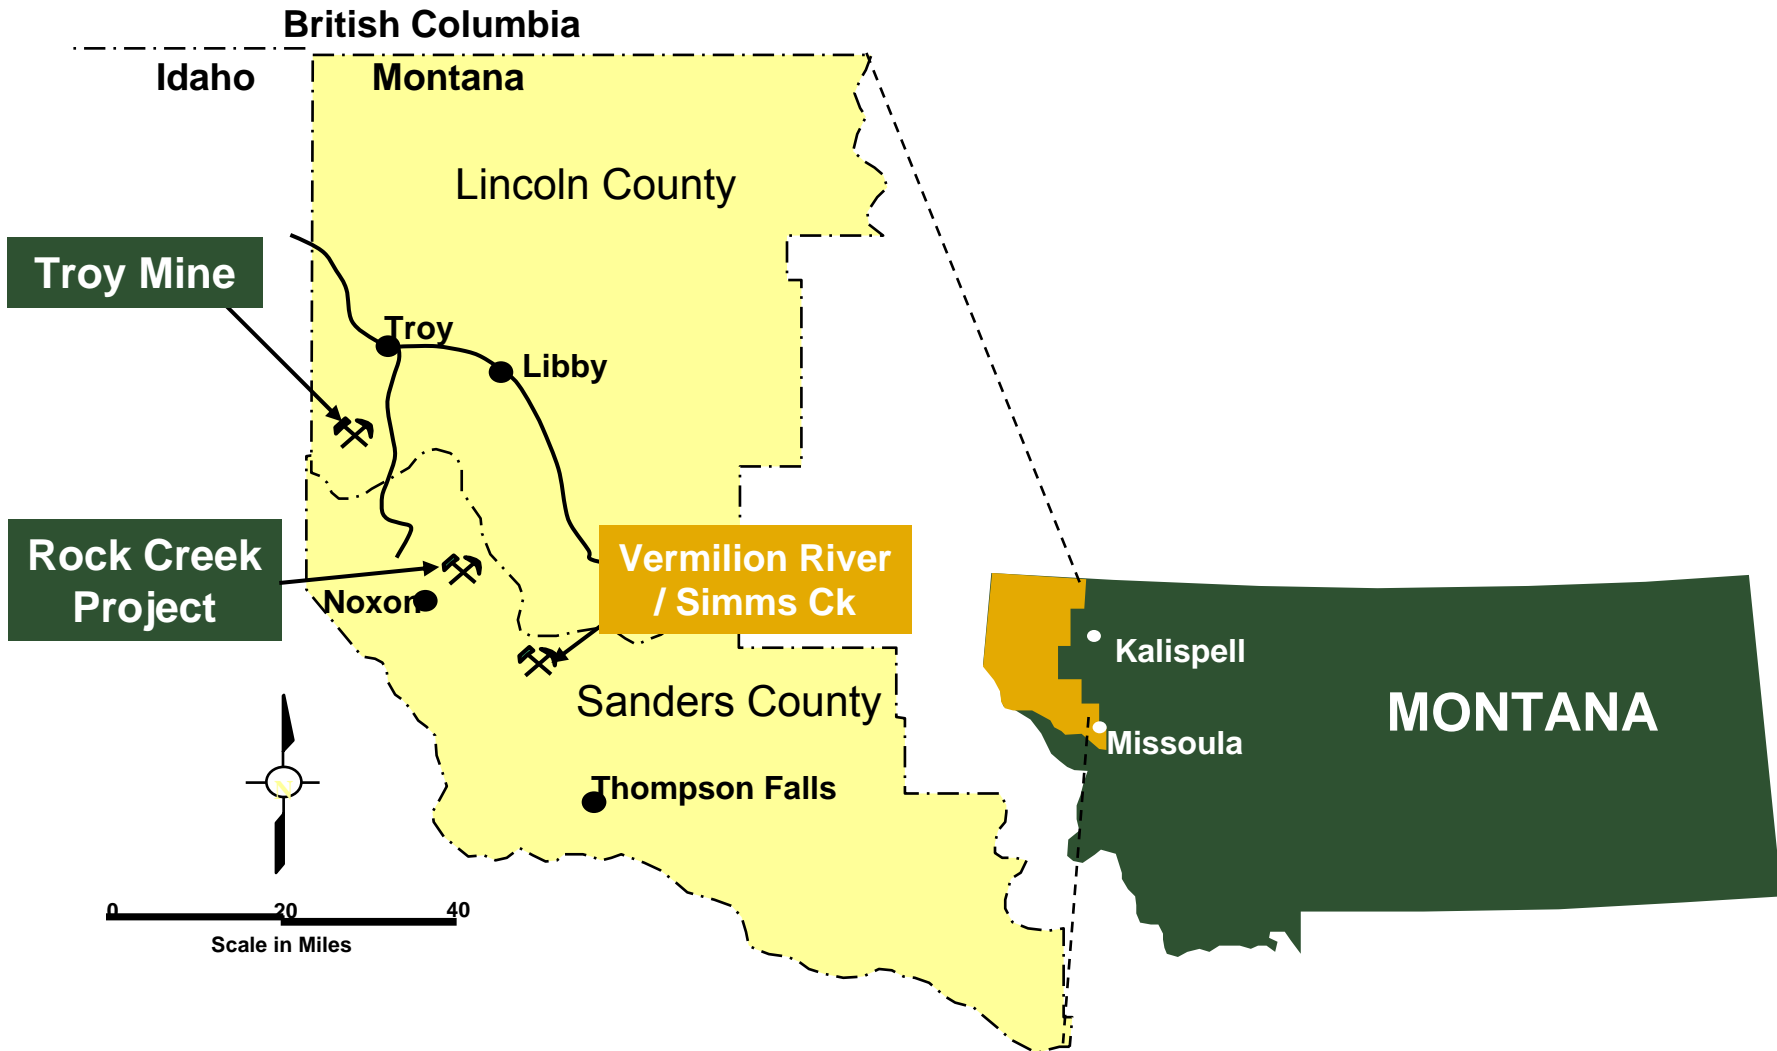 British Columbia
Idaho
Montana
Lincoln County
Troy Mine
Troy
Libby
Rock Creek
Project
Vermilion River
/ Simms Ck
Noxon
Kalispell
Sanders County
MONTANA
Missoula
Thompson Falls
N
0 20 40
Scale in Miles